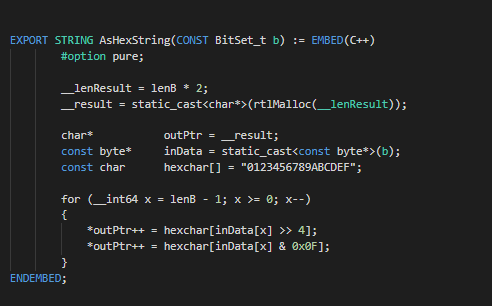 EXPORT STRING AsHexString(CONST BitSet_t b) := EMBED(C++)
#option pure;
__lenResult = lenB * 2;
__result = static_cast<char*>(rtlMalloc(__lenResult));
char* outPtr = __result;
const byte* inData = static_cast<const byte*>(b);
const char hexchar[] = "0123456789ABCDEF";
for (__int64 x = lenB - 1; x >= 0; x--)
{
*outPtr++ = hexchar[inData[x] >> 4];
*outPtr++ = hexchar[inData[x] & 0x0F];
}
ENDEMBED;